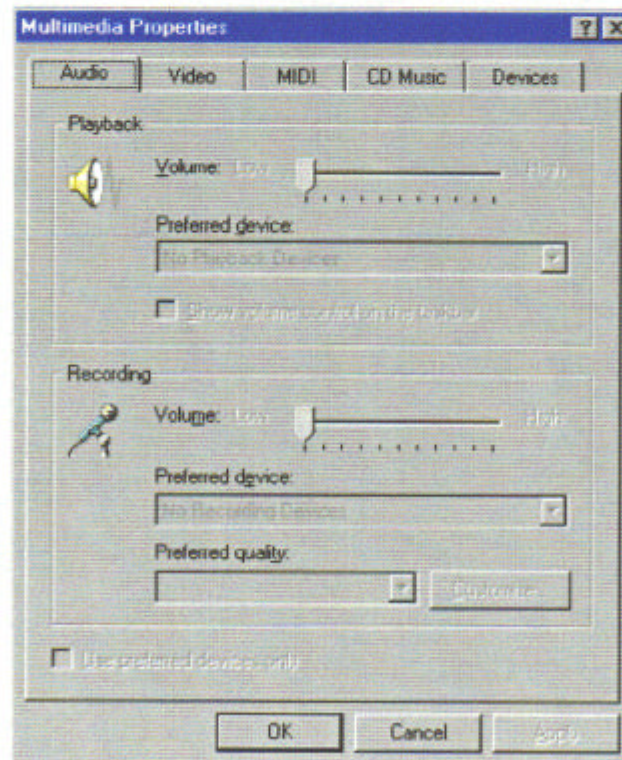 Multimedia Properties
Audio Video MIDI CD Music Devices
Playback
Volume: Low High
Preferred device:
No Playback Devices
Show volume control on the taskbar
Recording
Volume: Low High
Preferred device:
No Recording Devices
Preferred quality:
Customize...
Use preferred devices only
OK Cancel Apply